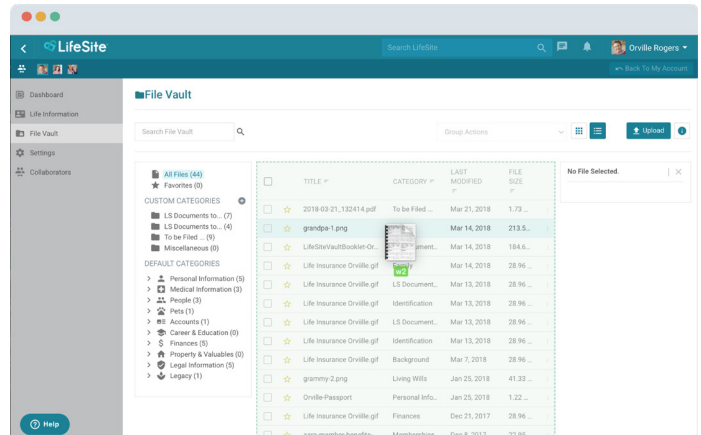 LifeSite
Search LifeSite
Orville Rogers
Back To My Account
Dashboard
Life Information
File Vault
Settings
Collaborators
File Vault
Search File Vault
Group Actions
Upload
All Files (44)
Favorites (0)
CUSTOM CATEGORIES
LS Documents to... (7)
LS Documents to... (4)
To be Filed ... (9)
Miscellaneous (0)
DEFAULT CATEGORIES
Personal Information (5)
Medical Information (3)
People (3)
Pets (1)
Accounts (1)
Career & Education (0)
Finances (5)
Property & Valuables (0)
Legal Information (5)
Legacy (1)
TITLE CATEGORY LAST MODIFIED FILE SIZE
2018-03-21_132414.pdf To be Filed ... Mar 21, 2018 1.73 ...
grandpa-1.png Mar 14, 2018 213.5...
LifeSiteVaultBooklet-Or... Mar 14, 2018 184.6...
Life Insurance Orville.gif Family Mar 14, 2018 28.96 ...
w2
Life Insurance Orville.gif LS Document... Mar 13, 2018 28.96 ...
Life Insurance Orville.gif Identification Mar 13, 2018 28.96 ...
Life Insurance Orville.gif LS Document... Mar 13, 2018 28.96 ...
Life Insurance Orville.gif Identification Mar 13, 2018 28.96 ...
Life Insurance Orville.gif Background Mar 7, 2018 28.96 ...
grammy 2.png Living Wills Jan 25, 2018 41.33 ...
Orville-Passport Personal Info... Jan 25, 2018 1.22 ...
Life Insurance Orville.gif Finances Dec 21, 2017 28.96 ...
No File Selected.
Help